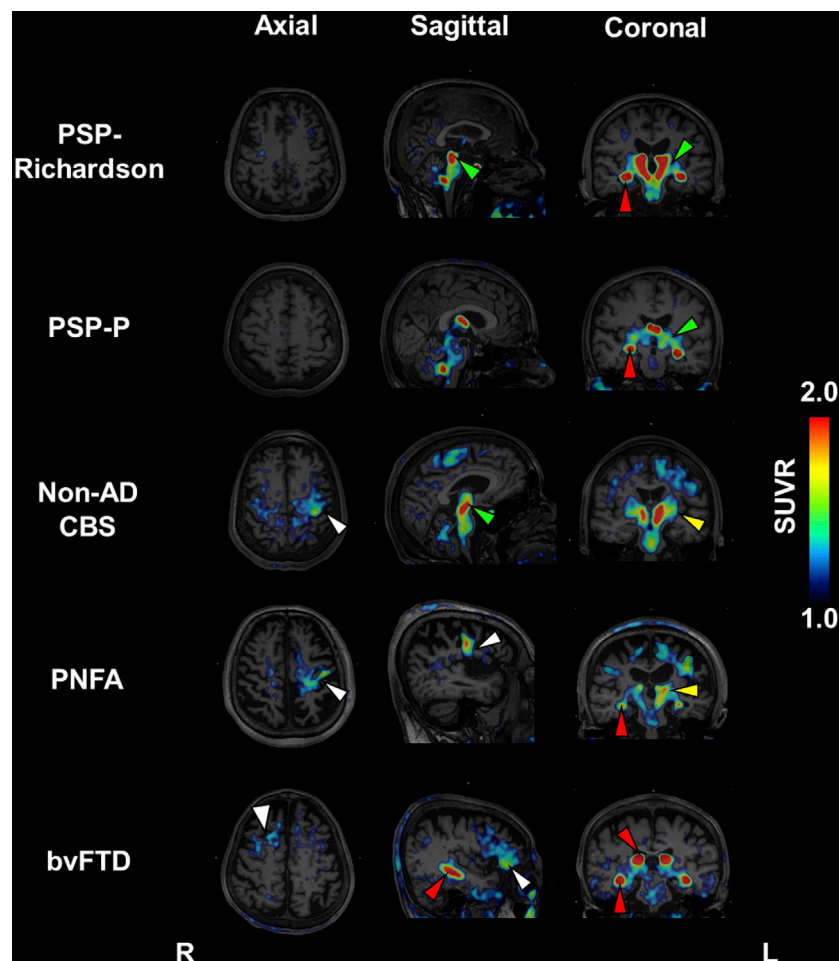 Axial Sagittal Coronal
PSP-
Richardson
PSP-P
2.0
Non-AD
CBS
SUVR
1.0
PNFA
bvFTD
R L